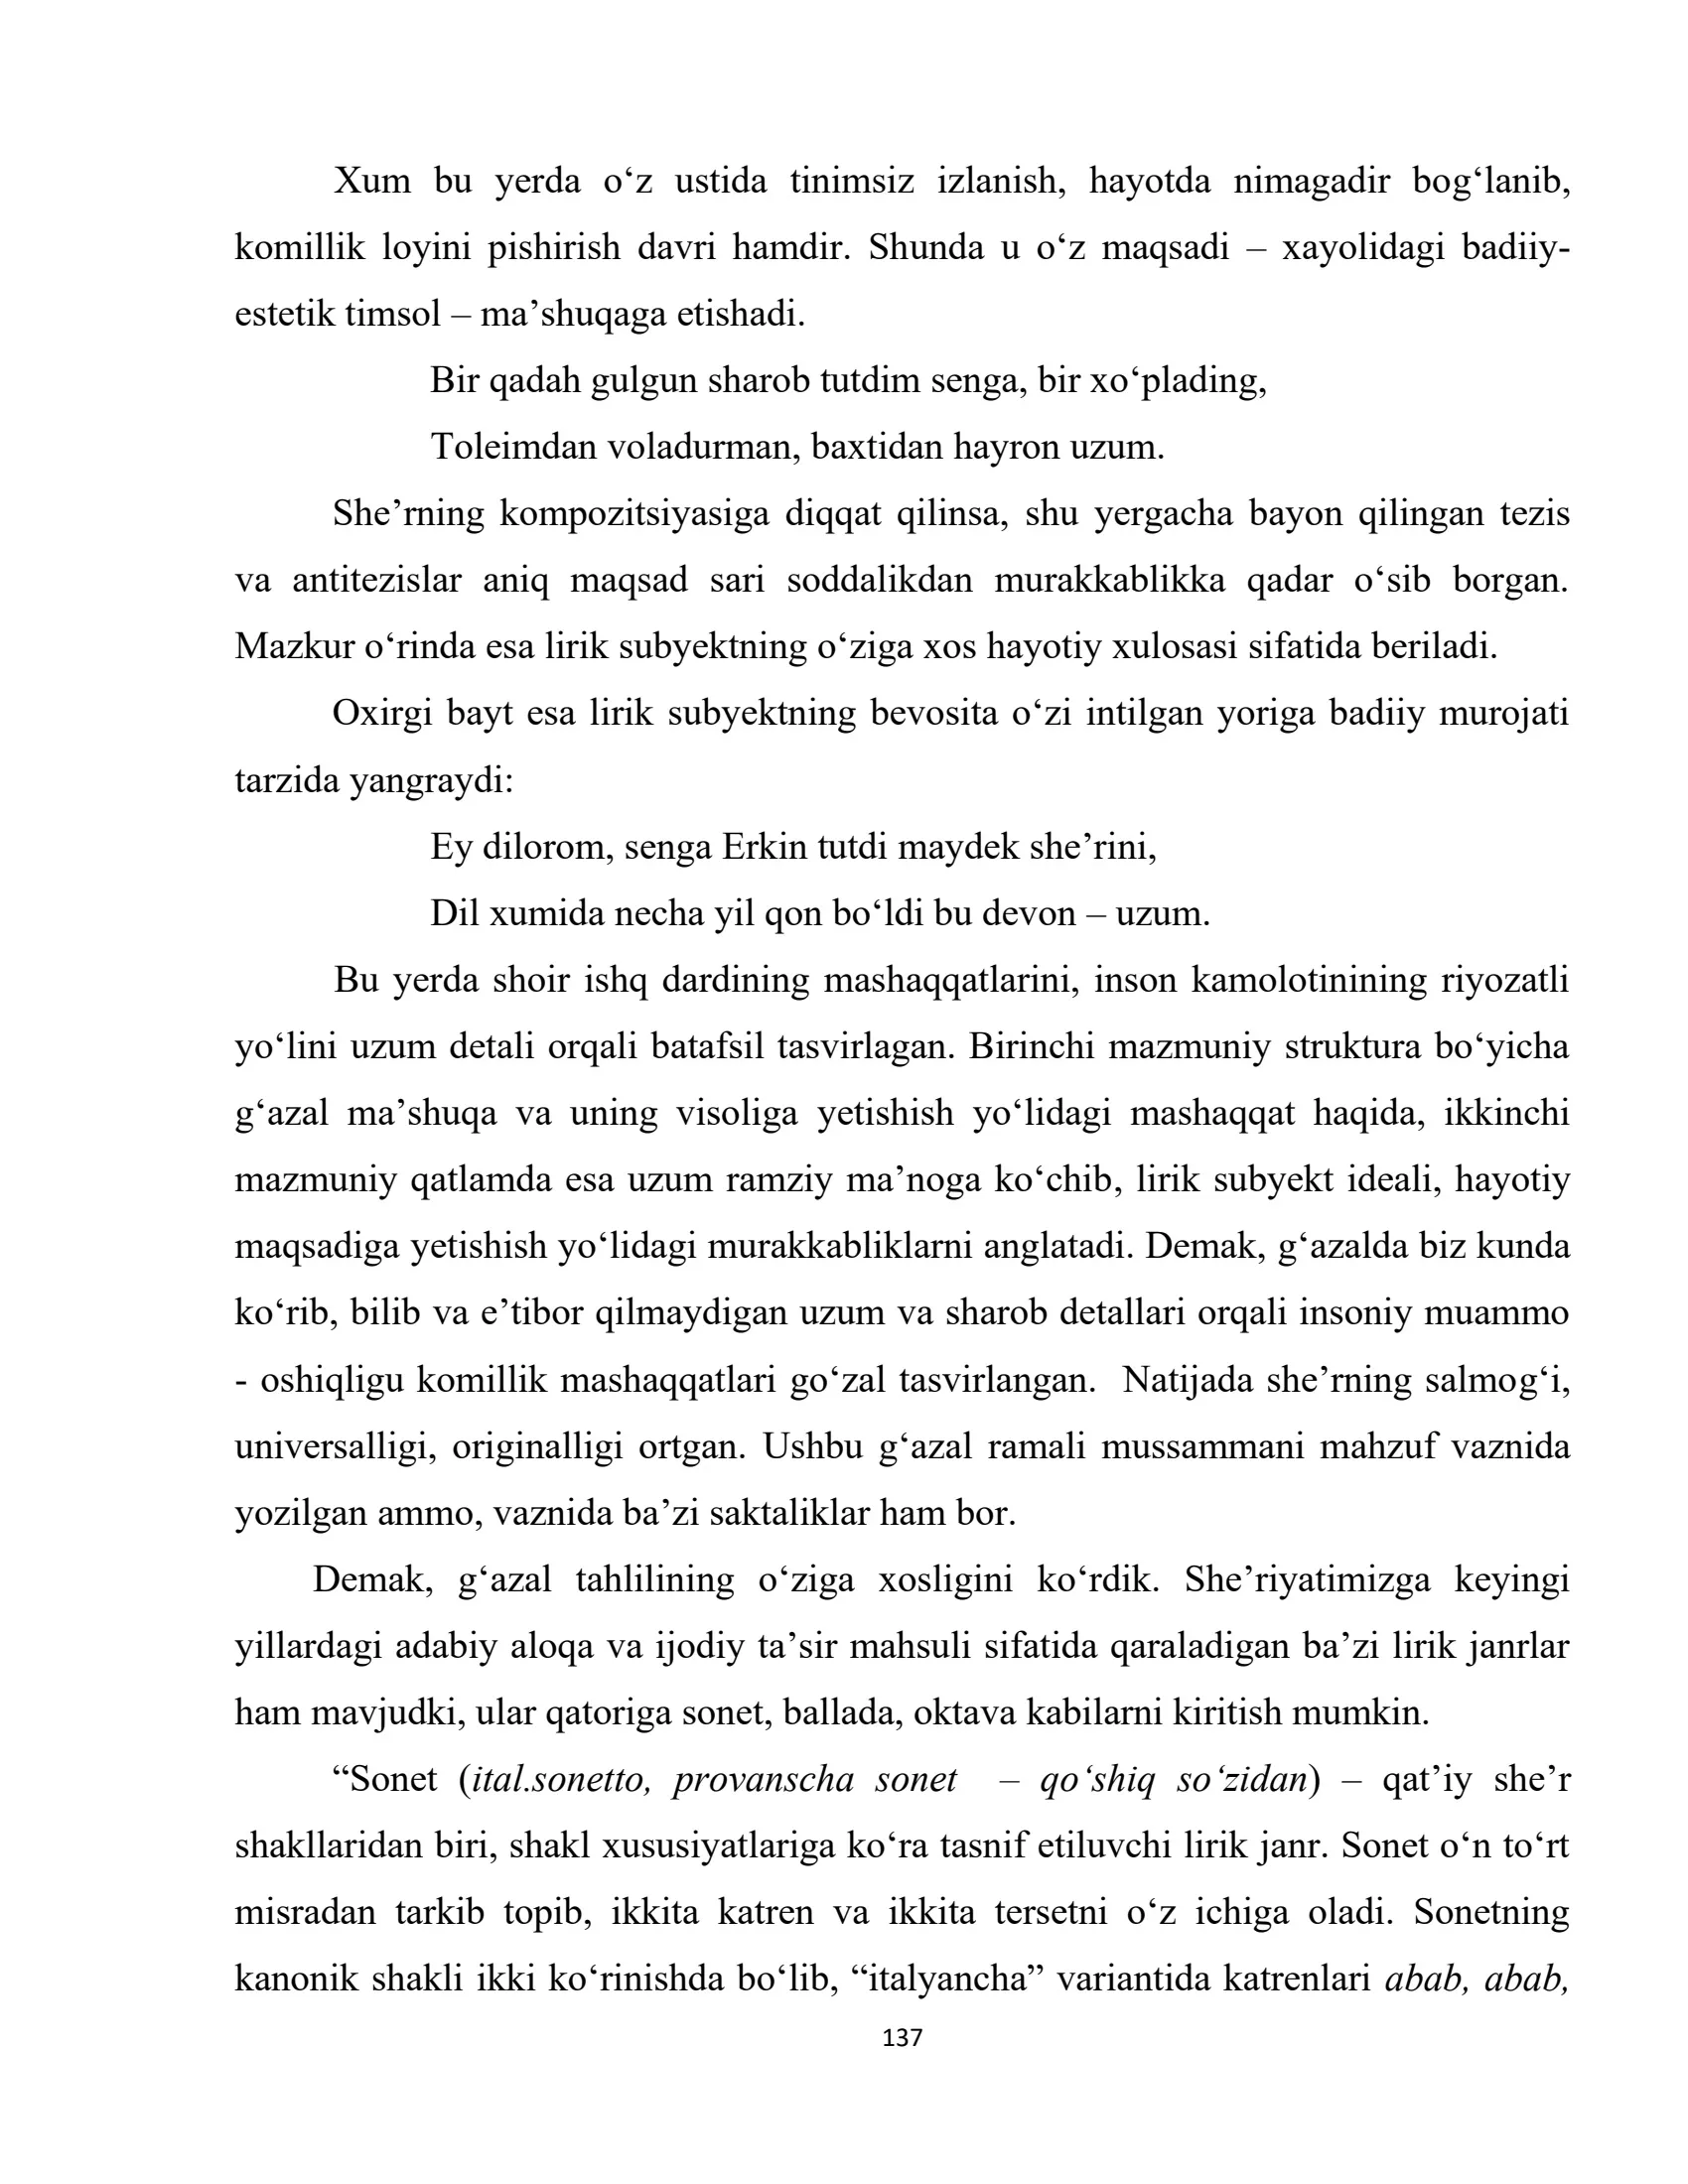 Xum bu yerda o‘z ustida tinimsiz izlanish, hayotda nimagadir bog‘lanib,
komillik loyini pishirish davri hamdir. Shunda u o‘z maqsadi – xayolidagi badiiy-
estetik timsol – ma’shuqaga etishadi.
Bir qadah gulgun sharob tutdim senga, bir xo‘plading,
Toleimdan voladurman, baxtidan hayron uzum.
She’rning kompozitsiyasiga diqqat qilinsa, shu yergacha bayon qilingan tezis
va antitezislar aniq maqsad sari soddalikdan murakkablikka qadar o‘sib borgan.
Mazkur o‘rinda esa lirik subyektning o‘ziga xos hayotiy xulosasi sifatida beriladi.
Oxirgi bayt esa lirik subyektning bevosita o‘zi intilgan yoriga badiiy murojati
tarzida yangraydi:
Ey dilorom, senga Erkin tutdi maydek she’rini,
Dil xumida necha yil qon bo‘ldi bu devon – uzum.
Bu yerda shoir ishq dardining mashaqqatlarini, inson kamolotinining riyozatli
yo‘lini uzum detali orqali batafsil tasvirlagan. Birinchi mazmuniy struktura bo‘yicha
g‘azal ma’shuqa va uning visoliga yetishish yo‘lidagi mashaqqat haqida, ikkinchi
mazmuniy qatlamda esa uzum ramziy ma’noga ko‘chib, lirik subyekt ideali, hayotiy
maqsadiga yetishish yo‘lidagi murakkabliklarni anglatadi. Demak, g‘azalda biz kunda
ko‘rib, bilib va e’tibor qilmaydigan uzum va sharob detallari orqali insoniy muammo
- oshiqligu komillik mashaqqatlari go‘zal tasvirlangan.  Natijada she’rning salmog‘i,
universalligi, originalligi ortgan. Ushbu g‘azal ramali mussammani mahzuf vaznida
yozilgan ammo, vaznida ba’zi saktaliklar ham bor.
Demak, g‘azal tahlilining o‘ziga xosligini ko‘rdik. She’riyatimizga keyingi
yillardagi adabiy aloqa va ijodiy ta’sir mahsuli sifatida qaraladigan ba’zi lirik janrlar
ham mavjudki, ular qatoriga sonet, ballada, oktava kabilarni kiritish mumkin.
“Sonet (ital.sonetto, provanscha sonet  – qo‘shiq so‘zidan) – qat’iy she’r
shakllaridan biri, shakl xususiyatlariga ko‘ra tasnif etiluvchi lirik janr. Sonet o‘n to‘rt
misradan tarkib topib, ikkita katren va ikkita tersetni o‘z ichiga oladi. Sonetning
kanonik shakli ikki ko‘rinishda bo‘lib, “italyancha” variantida katrenlari abab, abab,
137